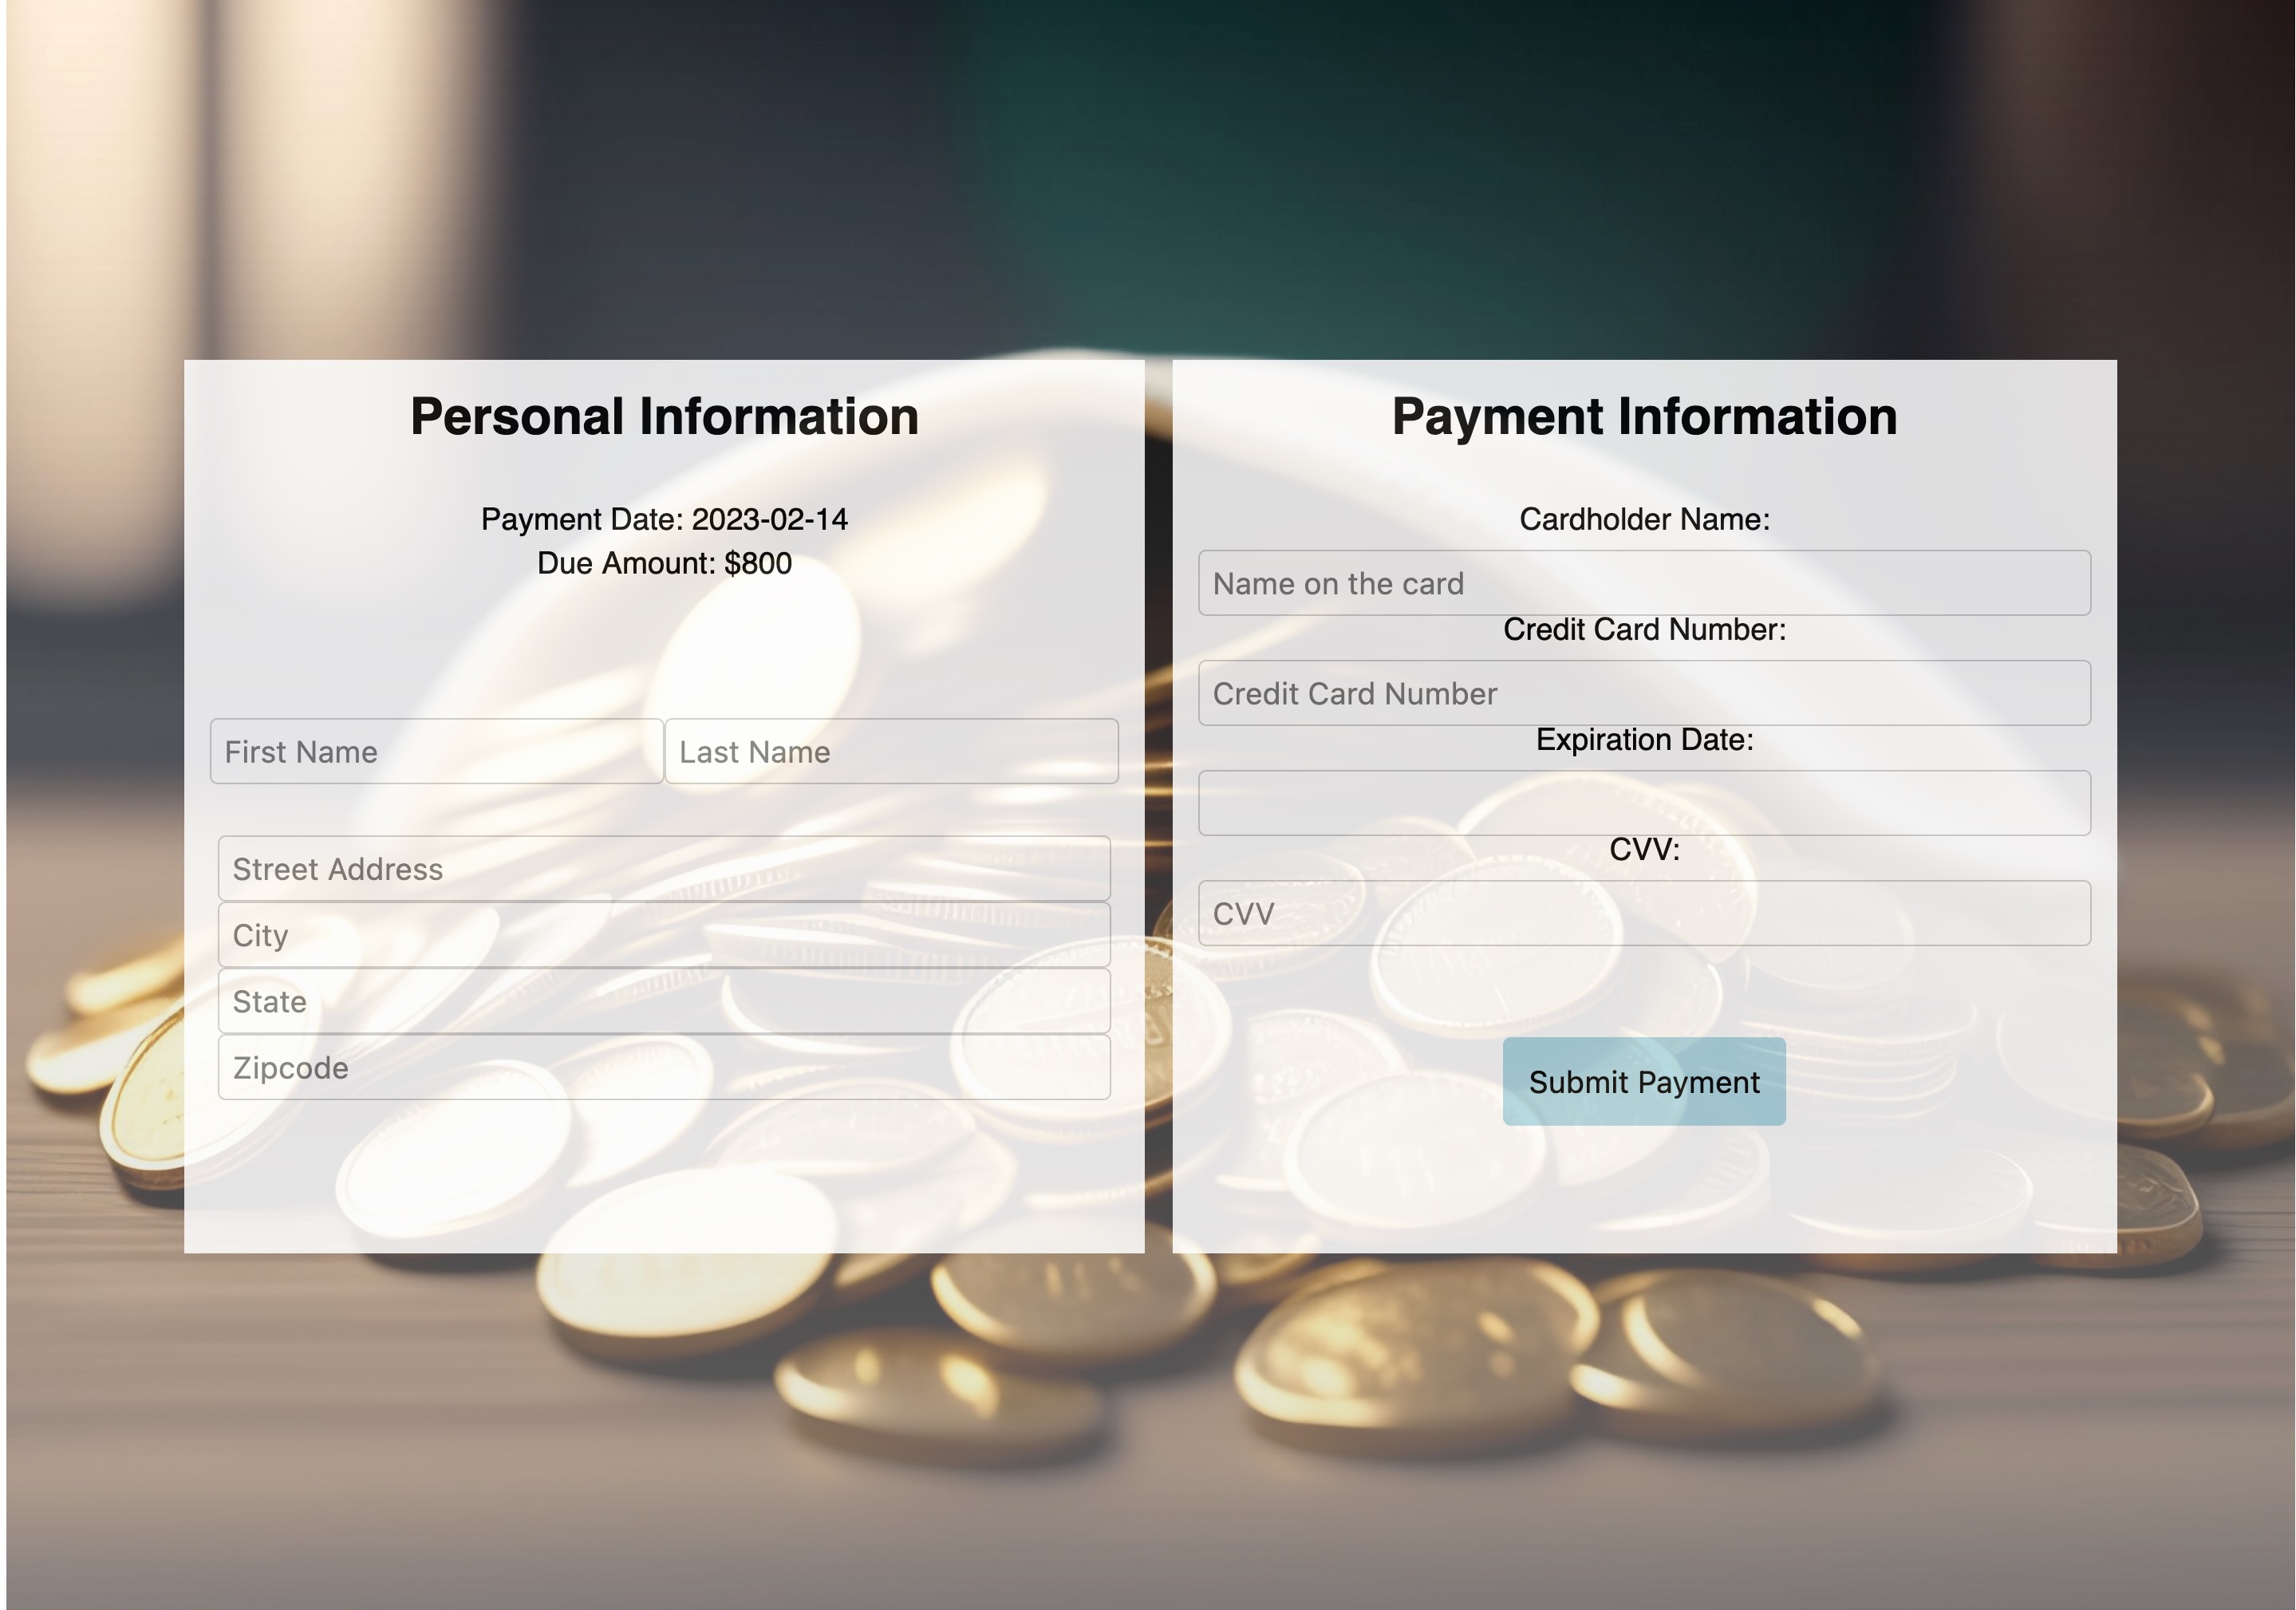 Personal Information
Payment Date: 2023-02-14
Due Amount: $800
First Name
Last Name
Street Address
City
State
Zipcode
Payment Information
Cardholder Name:
Name on the card
Credit Card Number:
Credit Card Number
Expiration Date:
CVV:
CVV
Submit Payment